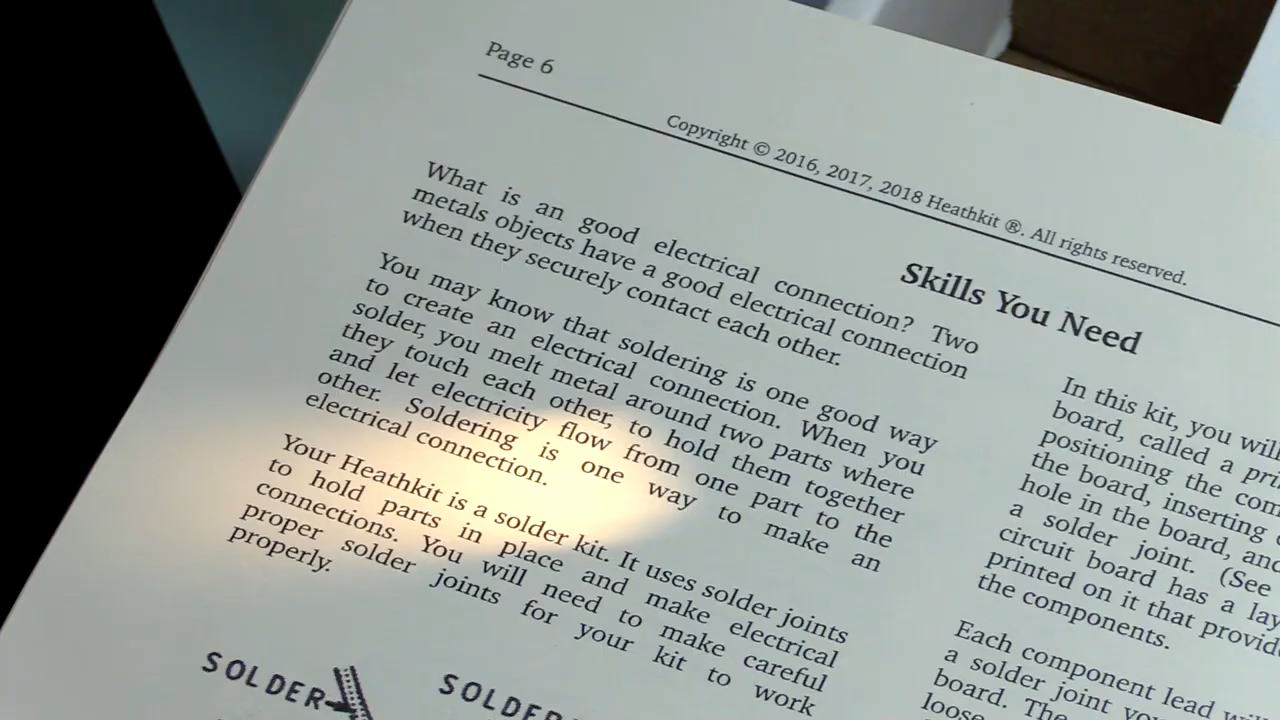 Page 6
Copyright © 2016, 2017, 2018 Heathkit ®. All rights reserved.
What is an good electrical connection? Two
metals objects have a good electrical connection
when they securely contact each other.
You may know that soldering is one good way
to create an electrical connection. When you
solder, you melt metal around two parts where
they touch each other, to hold them together
and let electricity flow from one part to the
other. Soldering is one way to make an
electrical connection.
Your Heathkit is a solder kit. It uses solder joints
to hold parts in place and make electrical
connections. You will need to make careful
proper solder joints for your kit to work
properly.
SOLDER
SOLDER
Skills You Need
In this kit, you will
board, called a
positioning the
the board, inserting
hole in the board,
a solder joint. (See
circuit board has a
printed on it that
the components.
Each component lead
a solder joint
board. The
loose